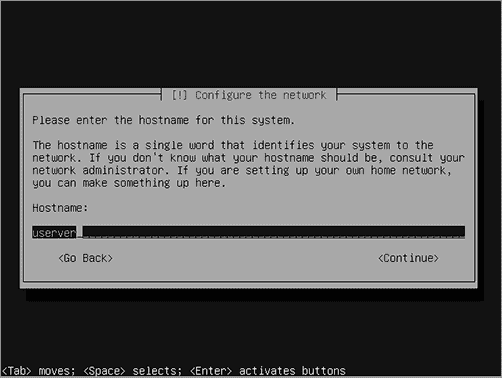 [!] Configure the network
Please enter the hostname for this system.
The hostname is a single word that identifies your system to the
network. If you don't know what your hostname should be, consult your
network administrator. If you are setting up your own home network,
you can make something up here.
Hostname:
userver
<Go Back> <Continue>
<Tab> moves; <Space> selects; <Enter> activates buttons